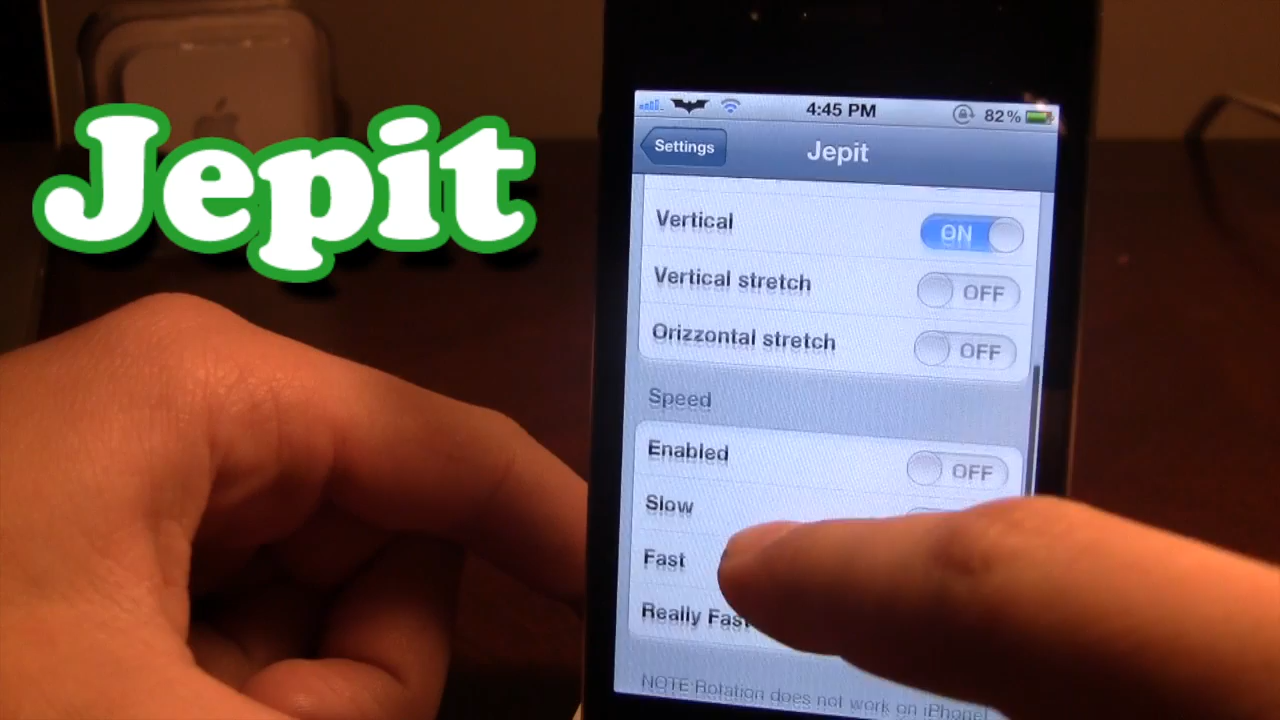 Jepit
4:45 PM
82%
Settings
Jepit
Vertical
ON
Vertical stretch
OFF
Orizzontal stretch
OFF
Speed
Enabled
OFF
Slow
Fast
Really Fast
NOTE Rotation does not work on iPhone!